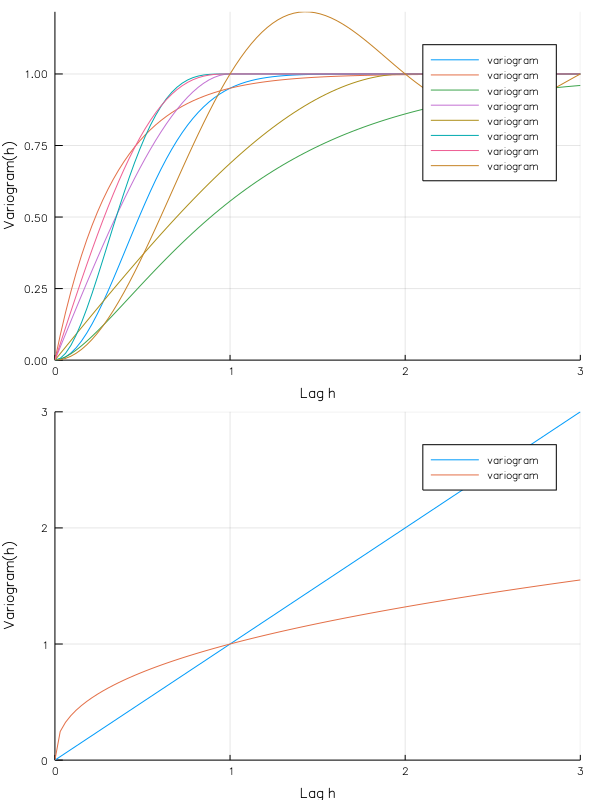 1.00
0.75
0.50
0.25
0.00
Variogram(h)
variogram
variogram
variogram
variogram
variogram
variogram
variogram
variogram
0 1 2 3
Lag h
3
2
1
0
Variogram(h)
variogram
variogram
0 1 2 3
Lag h